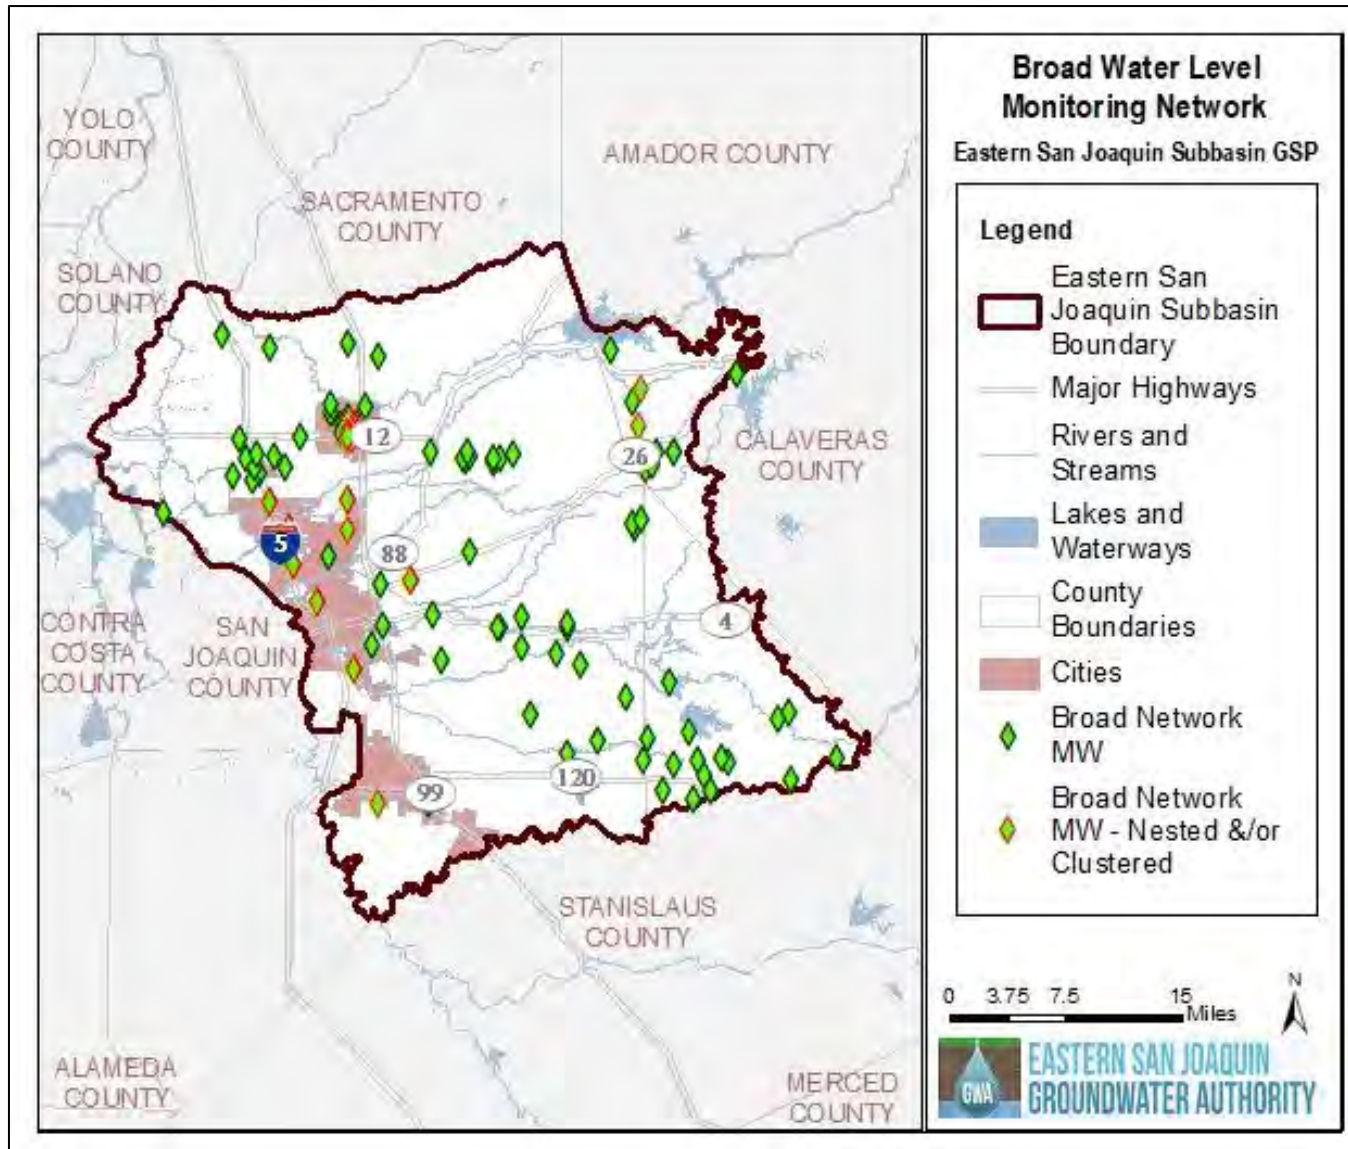 YOLO
COUNTY
AMADOR COUNTY
SACRAMENTO
COUNTY
SOLANO
COUNTY
12
26
CALAVERAS
COUNTY
5
88
CONTRA
COSTA
COUNTY
SAN
JOAQUIN
COUNTY
4
120
99
STANISLAUS
COUNTY
ALAMEDA
COUNTY
MERCED
COUNTY
Broad Water Level
Monitoring Network
Eastern San Joaquin Subbasin GSP
Legend
Eastern San
Joaquin Subbasin
Boundary
Major Highways
Rivers and
Streams
Lakes and
Waterways
County
Boundaries
Cities
Broad Network
MW
Broad Network
MW - Nested &/or
Clustered
N
0 3.75 7.5 15
Miles
GWA
EASTERN SAN JOAQUIN
GROUNDWATER AUTHORITY